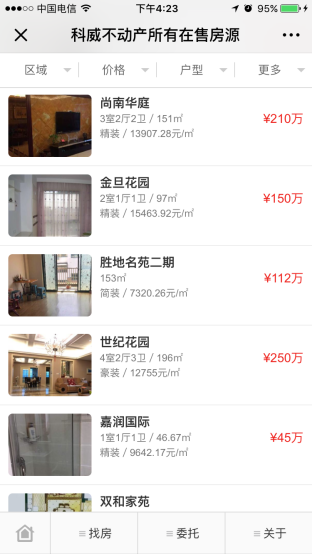 中国电信
下午4:23
95%
科威不动产所有在售房源
区域
价格
户型
更多
尚南华庭
3室2厅2卫 / 151㎡
精装 / 13907.28元/㎡
¥210万
金旦花园
2室1厅1卫 / 97㎡
精装 / 15463.92元/㎡
¥150万
胜地名苑二期
153㎡
简装 / 7320.26元/㎡
¥112万
世纪花园
4室2厅3卫 / 196㎡
豪装 / 12755元/㎡
¥250万
嘉润国际
1室1厅1卫 / 46.67㎡
精装 / 9642.17元/㎡
¥45万
双和家苑
找房
委托
关于